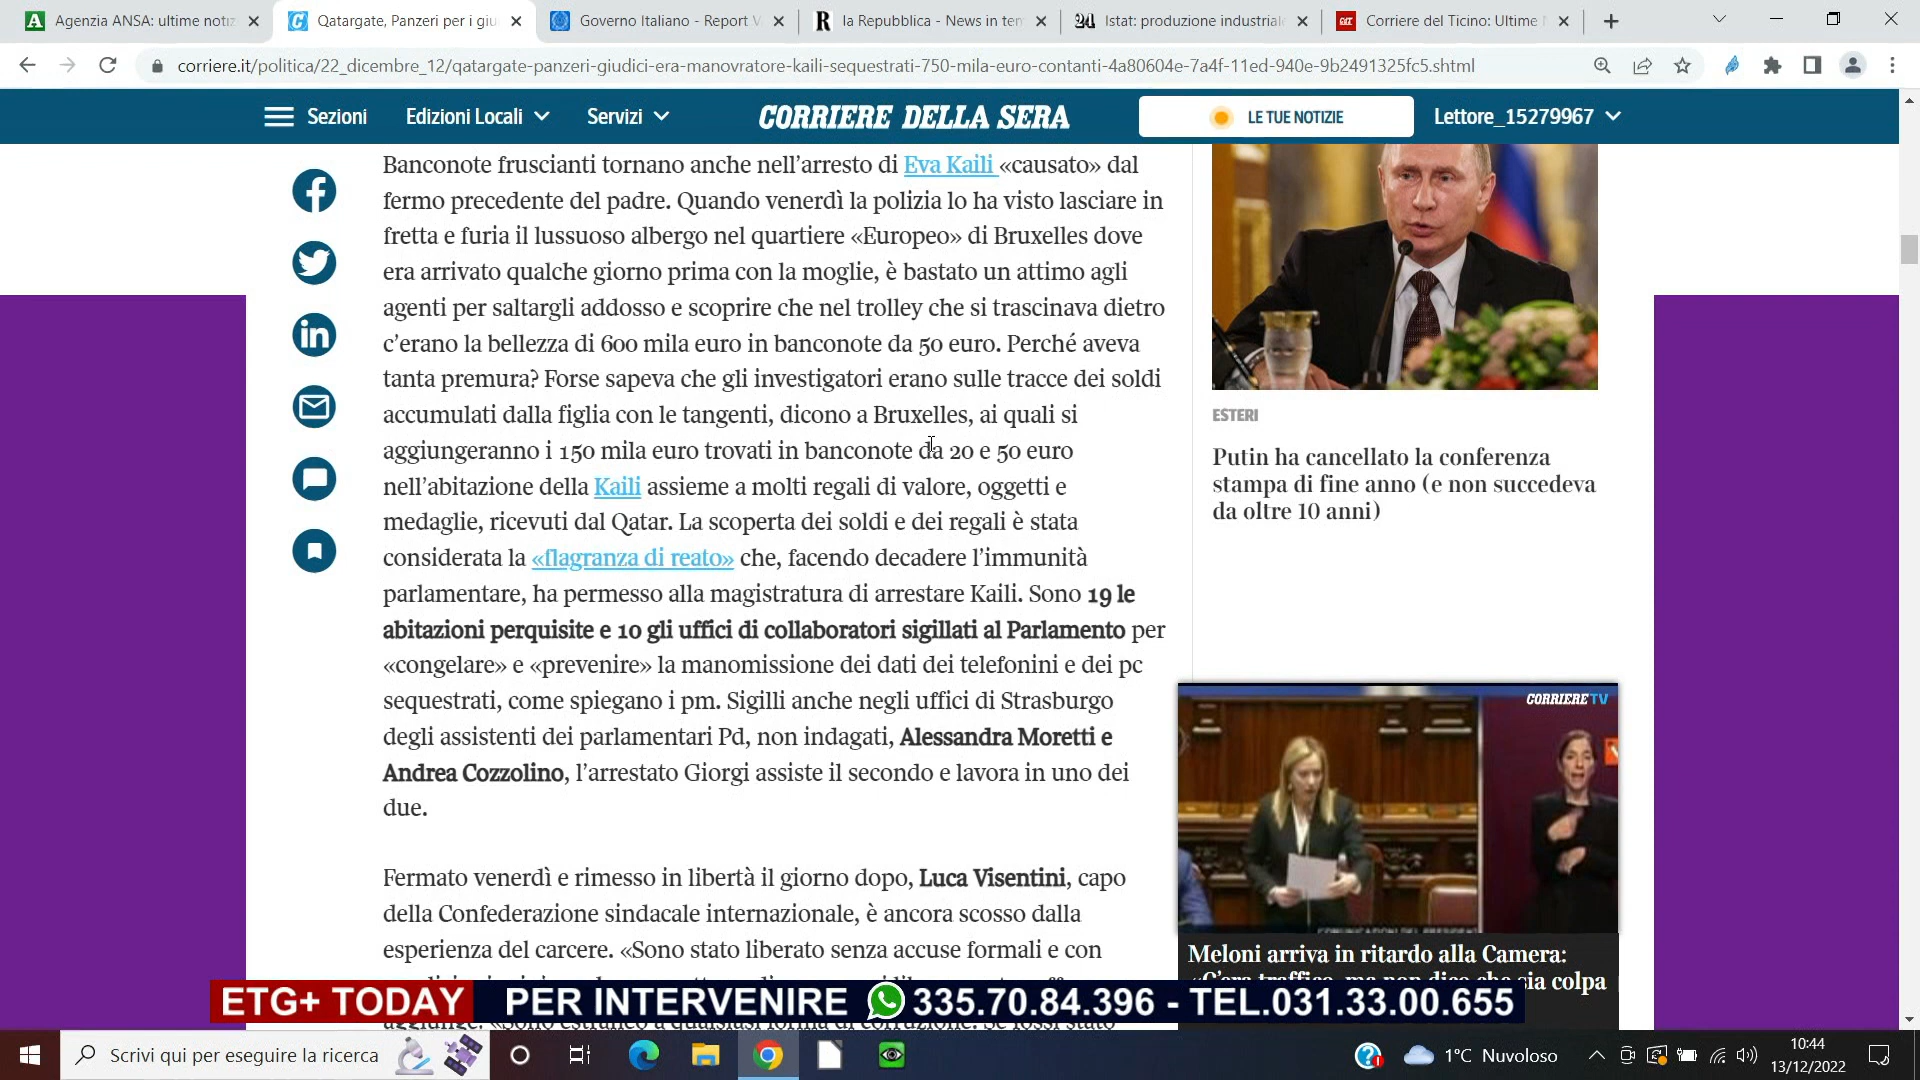 Agenzia ANSA: ultime notiz
Qatargate, Panzeri per i giu
Governo Italiano - Report V
la Repubblica - News in tem
Istat: produzione industriale
Corriere del Ticino: Ultime
corriere.it/politica/22_dicembre_12/qatargate-panzeri-giudici-era-manovratore-kaili-sequestrati-750-mila-euro-contanti-4a80604e-7a4f-11ed-940e-9b2491325fc5.shtml
Sezioni
Edizioni Locali
Servizi
CORRIERE DELLA SERA
LE TUE NOTIZIE
Lettore_15279967
Banconote fruscianti tornano anche nell’arresto di Eva Kaili «causato» dal
fermo precedente del padre. Quando venerdì la polizia lo ha visto lasciare in
fretta e furia il lussuoso albergo nel quartiere «Europeo» di Bruxelles dove
era arrivato qualche giorno prima con la moglie, è bastato un attimo agli
agenti per saltargli addosso e scoprire che nel trolley che si trascinava dietro
c’erano la bellezza di 600 mila euro in banconote da 50 euro. Perché aveva
tanta premura? Forse sapeva che gli investigatori erano sulle tracce dei soldi
accumulati dalla figlia con le tangenti, dicono a Bruxelles, ai quali si
aggiungeranno i 150 mila euro trovati in banconote da 20 e 50 euro
nell’abitazione della Kaili assieme a molti regali di valore, oggetti e
medaglie, ricevuti dal Qatar. La scoperta dei soldi e dei regali è stata
considerata la «flagranza di reato» che, facendo decadere l’immunità
parlamentare, ha permesso alla magistratura di arrestare Kaili. Sono 19 le
abitazioni perquisite e 10 gli uffici di collaboratori sigillati al Parlamento per
«congelare» e «prevenire» la manomissione dei dati dei telefonini e dei pc
sequestrati, come spiegano i pm. Sigilli anche negli uffici di Strasburgo
degli assistenti dei parlamentari Pd, non indagati, Alessandra Moretti e
Andrea Cozzolino, l’arrestato Giorgi assiste il secondo e lavora in uno dei
due.
Fermato venerdì e rimesso in libertà il giorno dopo, Luca Visentini, capo
della Confederazione sindacale internazionale, è ancora scosso dalla
esperienza del carcere. «Sono stato liberato senza accuse formali e con
ESTERI
Putin ha cancellato la conferenza
stampa di fine anno (e non succedeva
da oltre 10 anni)
CORRIERE TV
Meloni arriva in ritardo alla Camera:
«C’era traffico, ma non dico che sia colpa
ETG+ TODAY
PER INTERVENIRE 335.70.84.396 - TEL.031.33.00.655
Scrivi qui per eseguire la ricerca
1°C Nuvoloso
10:44
13/12/2022